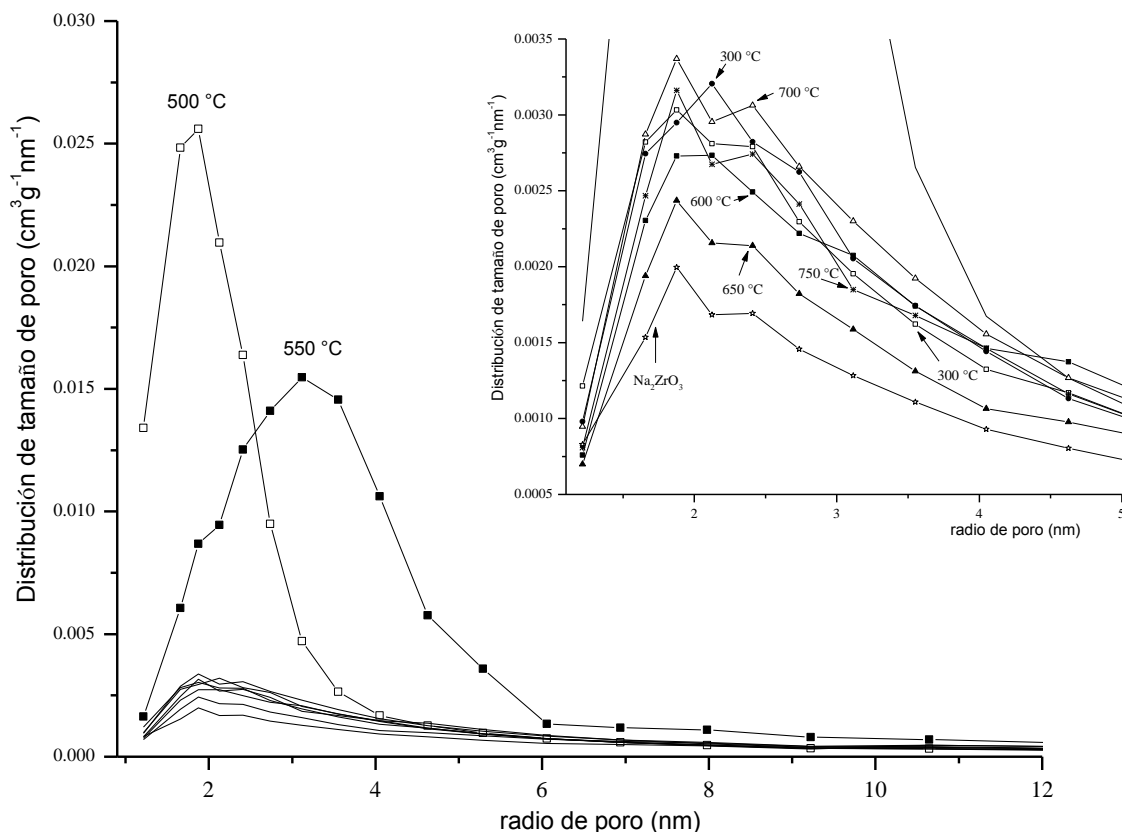 0.030
0.025
0.020
0.015
0.010
0.005
0.000
Distribución de tamaño de poro (cm³g⁻¹nm⁻¹)
500 °C
550 °C
2
4
6
8
10
12
radio de poro (nm)
0.0035
0.0030
0.0025
0.0020
0.0015
0.0010
0.0005
Distribución de tamaño de poro (cm³g⁻¹nm⁻¹)
300 °C
700 °C
600 °C
750 °C
650 °C
Na₂ZrO₃
300 °C
2
3
4
5
radio de poro (nm)